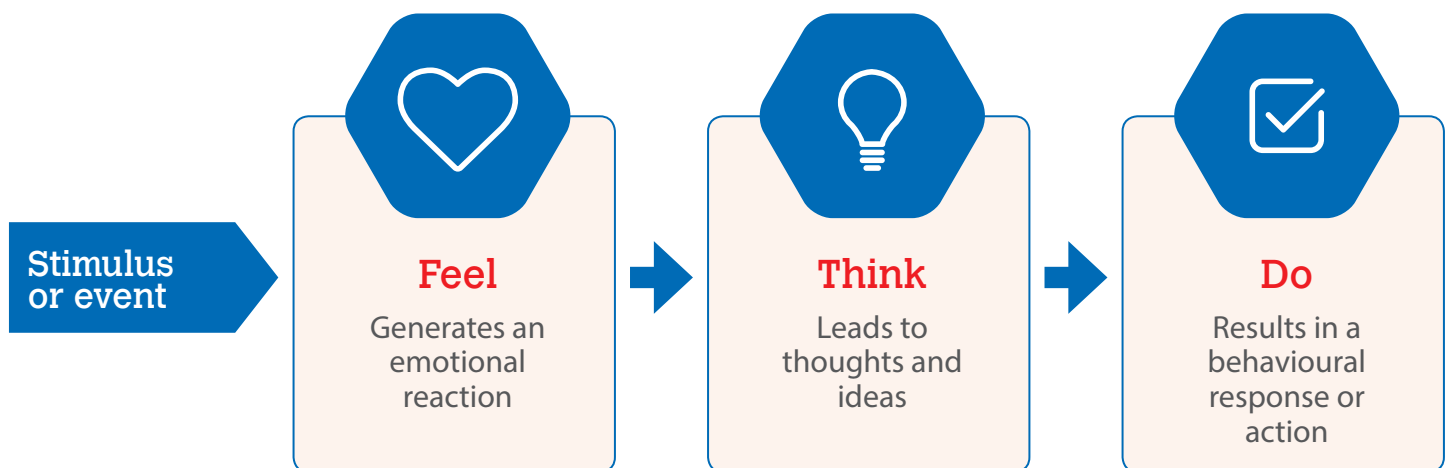 Stimulus
or event
Feel
Generates an
emotional
reaction
Think
Leads to
thoughts and
ideas
Do
Results in a
behavioural
response or
action